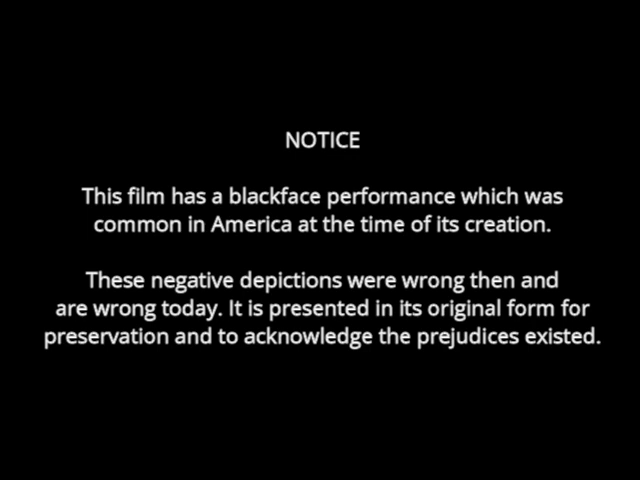 NOTICE
This film has a blackface performance which was
common in America at the time of its creation.
These negative depictions were wrong then and
are wrong today. It is presented in its original form for
preservation and to acknowledge the prejudices existed.